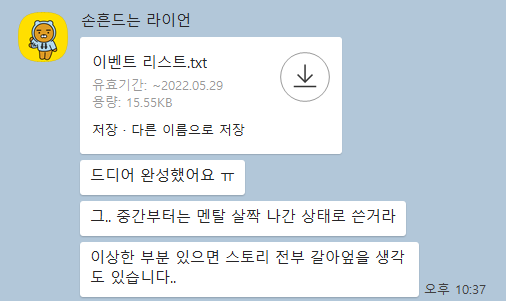 손흔드는 라이언
이벤트 리스트.txt
유효기간: ~2022.05.29
용량: 15.55KB
저장 · 다른 이름으로 저장
드디어 완성했어요 ㅠ
그.. 중간부터는 멘탈 살짝 나간 상태로 쓴거라
이상한 부분 있으면 스토리 전부 갈아엎을 생각
도 있습니다..
오후 10:37